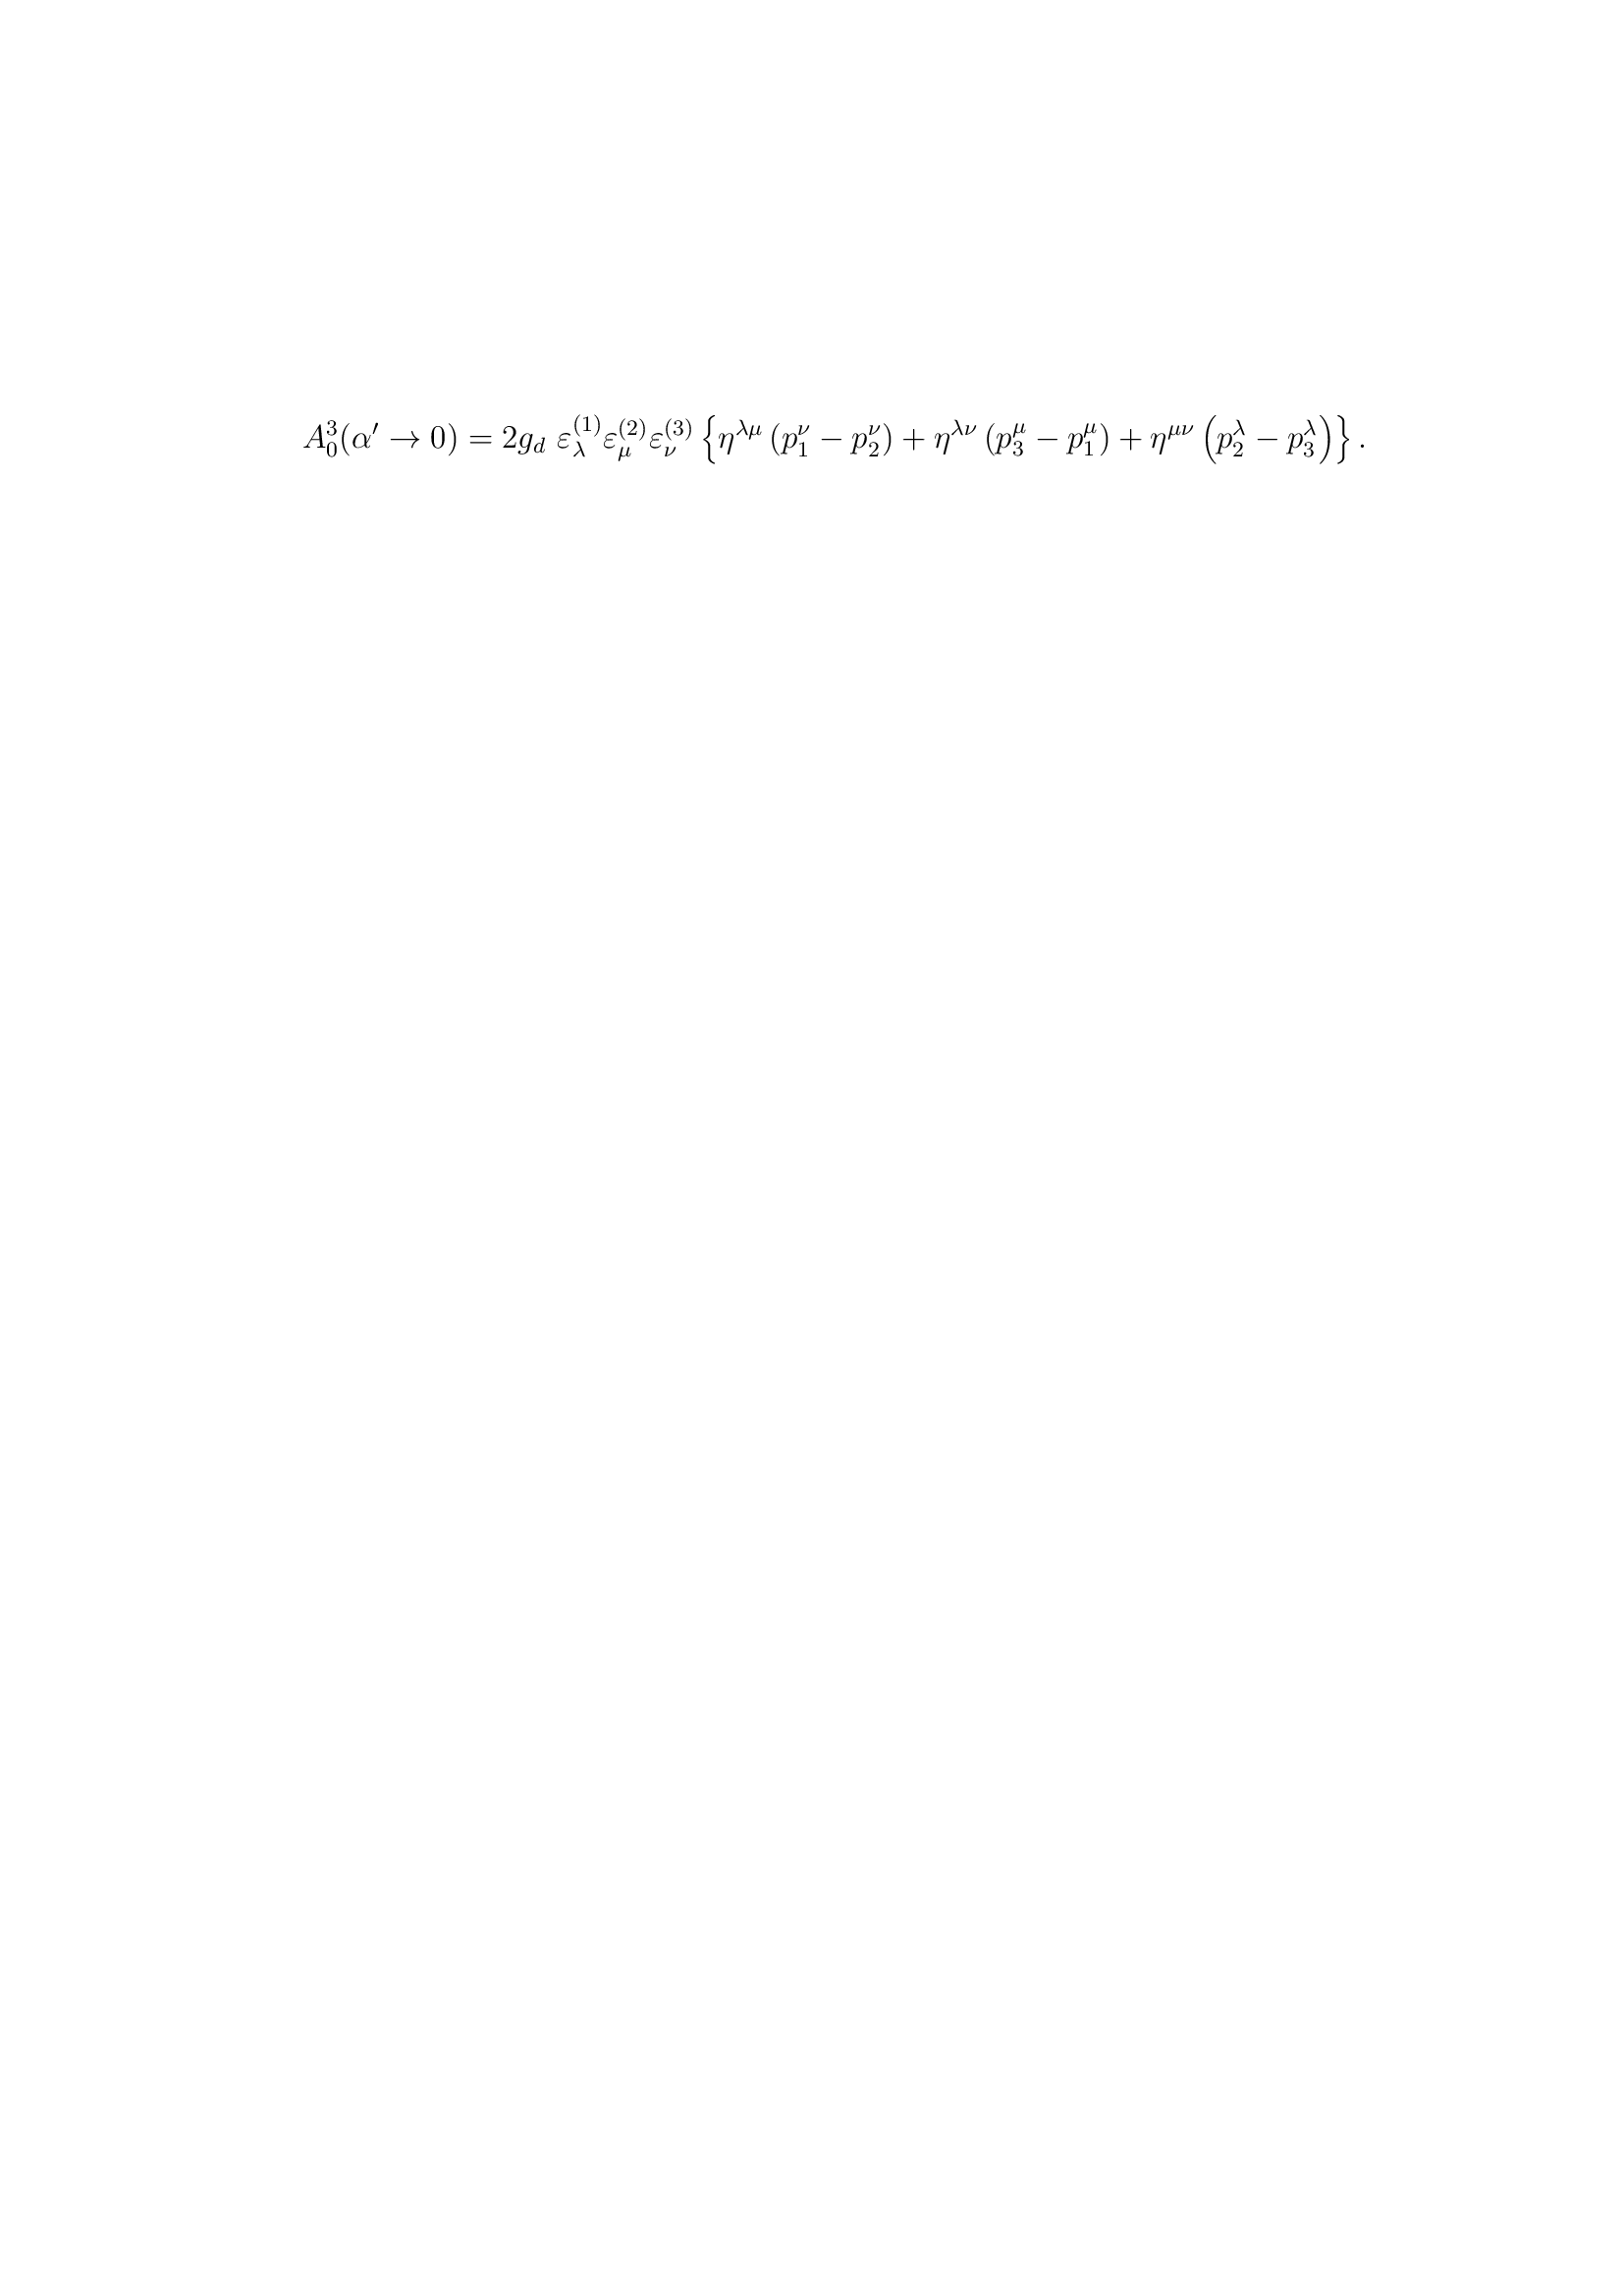 $A_0^3(\alpha' \to 0) = 2g_d \ \varepsilon_\lambda^{(1)} \varepsilon_\mu^{(2)} \varepsilon_\nu^{(3)} \left\{ \eta^{\lambda\mu} \left( p_1^\nu - p_2^\nu \right) + \eta^{\lambda\nu} \left( p_3^\mu - p_1^\mu \right) + \eta^{\mu\nu} \left( p_2^\lambda - p_3^\lambda \right) \right\} .$